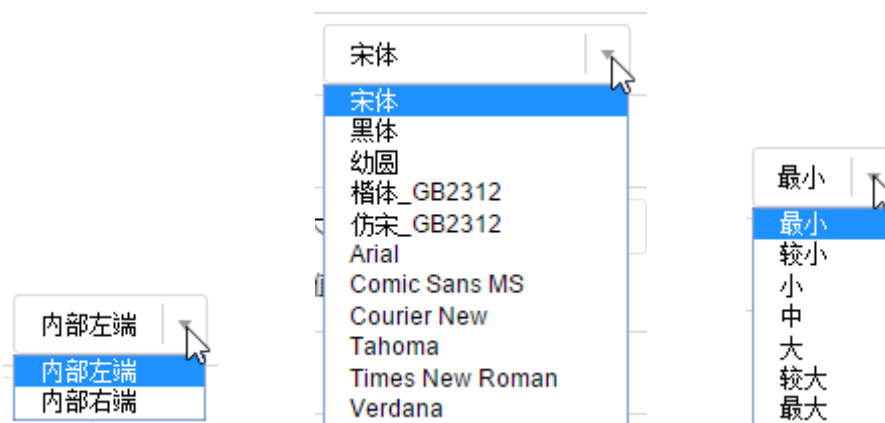 内部左端
内部左端
内部右端
宋体
宋体
黑体
幼圆
楷体_GB2312
仿宋_GB2312
Arial
Comic Sans MS
Courier New
Tahoma
Times New Roman
Verdana
最小
最小
较小
小
中
大
较大
最大